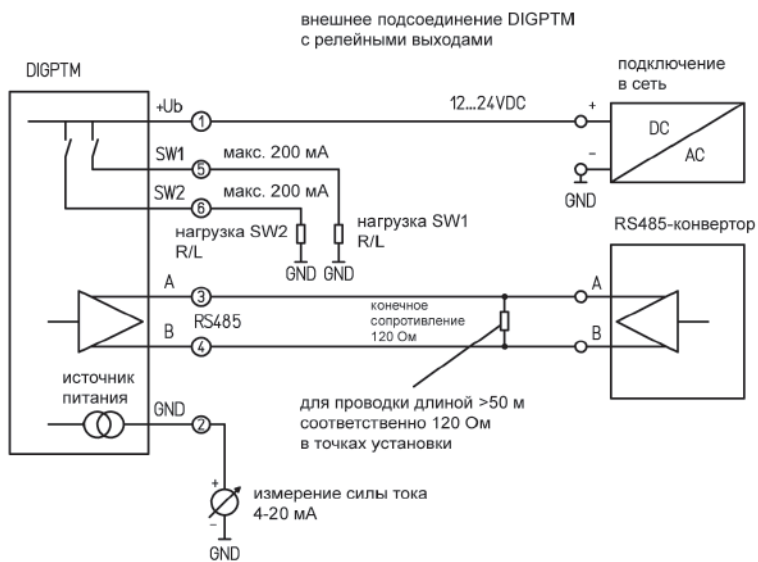 внешнее подсоединение DIGPTM
с релейными выходами
DIGPTM
подключение
в сеть
+Ub
1
12...24VDC
+
DC
AC
SW1
5
макс. 200 мА
–
GND
SW2
6
макс. 200 мА
нагрузка SW2
R/L
нагрузка SW1
R/L
GND
GND
RS485-конвертор
A
3
RS485
A
конечное
сопротивление
120 Ом
B
4
B
источник
питания
GND
2
для проводки длиной >50 м
соответственно 120 Ом
в точках установки
+
измерение силы тока
4-20 мА
–
GND